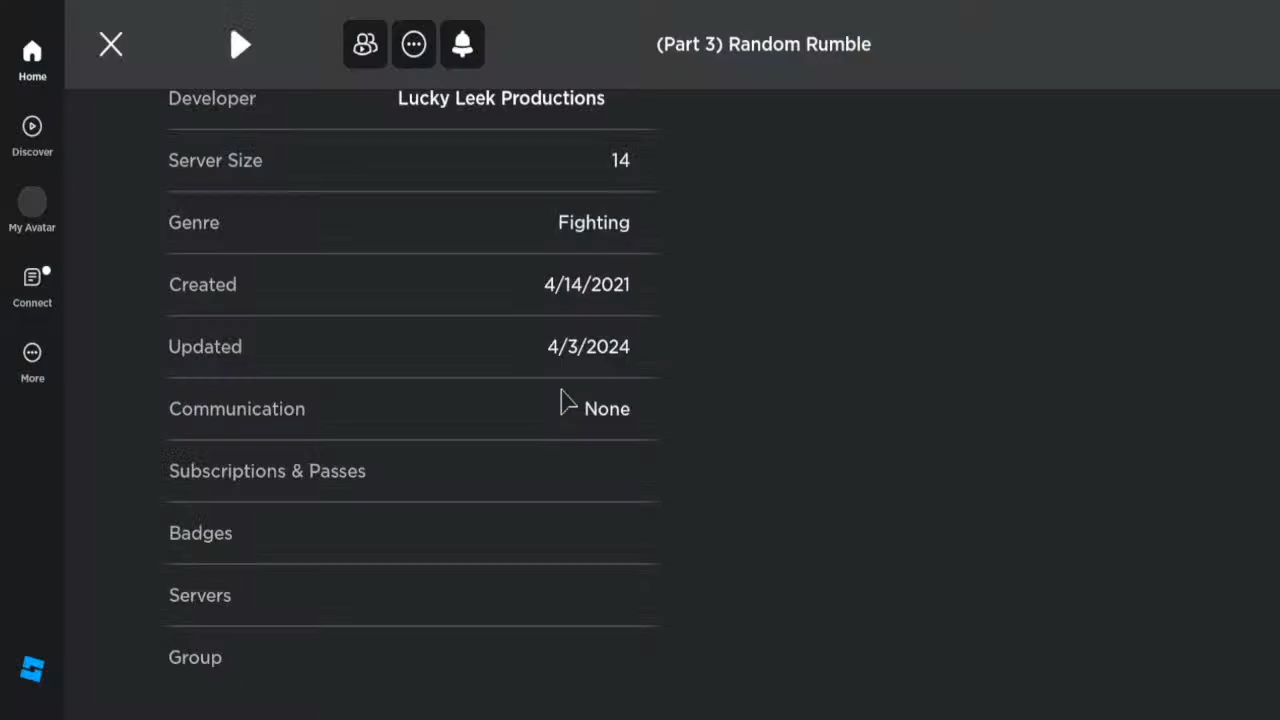 Home
Discover
My Avatar
Connect
More
(Part 3) Random Rumble
Developer Lucky Leek Productions
Server Size 14
Genre Fighting
Created 4/14/2021
Updated 4/3/2024
Communication None
Subscriptions & Passes
Badges
Servers
Group